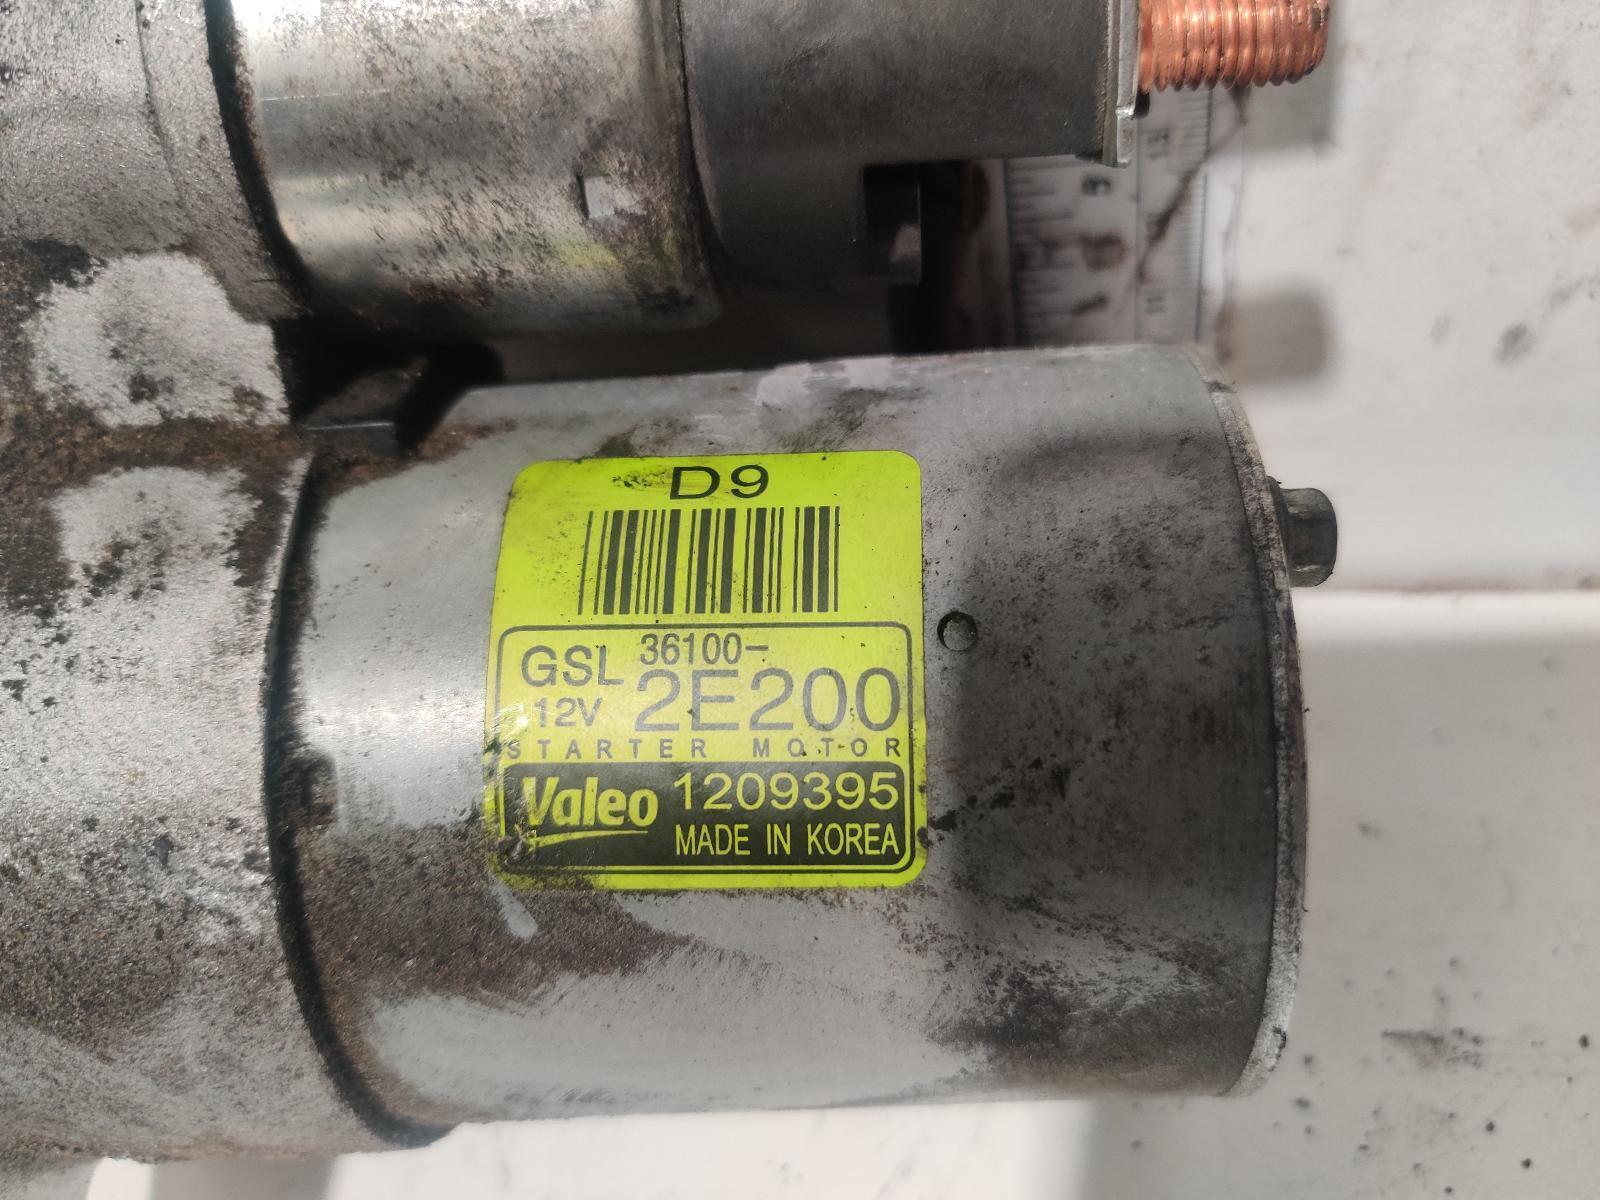 D9
GSL 36100-
12V 2E200
STARTER MOTOR
Valeo 1209395
MADE IN KOREA